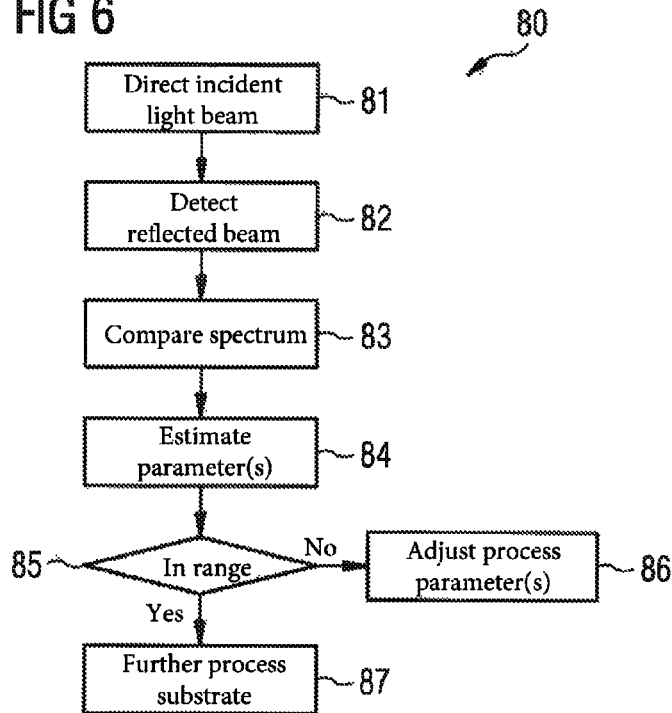 FIG 6
80
Direct incident
light beam
81
Detect
reflected beam
82
Compare spectrum
83
Estimate
parameter(s)
84
85
In range
No
Adjust process
parameter(s)
86
Yes
Further process
substrate
87